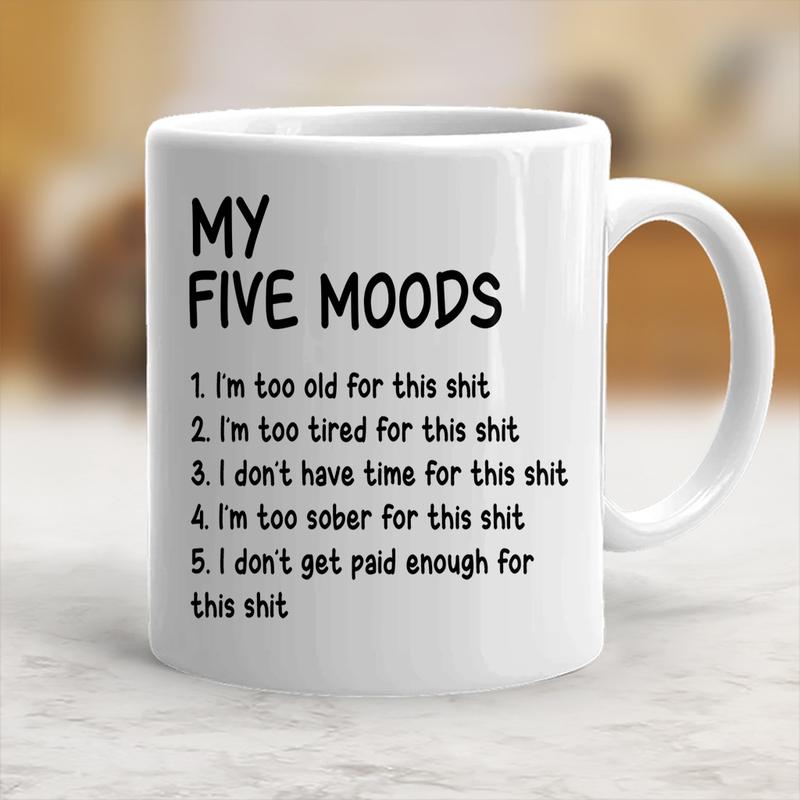 MY
FIVE MOODS
1. I'm too old for this shit
2. I'm too tired for this shit
3. I don't have time for this shit
4. I'm too sober for this shit
5. I don't get paid enough for
this shit